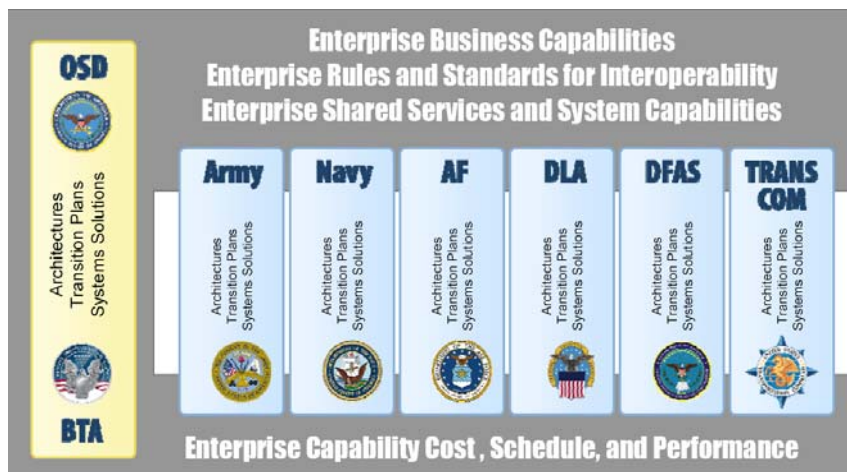 OSD
Architectures
Transition Plans
Systems Solutions
BTA
Enterprise Business Capabilities
Enterprise Rules and Standards for Interoperability
Enterprise Shared Services and System Capabilities
Army
Architectures
Transition Plans
Systems Solutions
Navy
Architectures
Transition Plans
Systems Solutions
AF
Architectures
Transition Plans
Systems Solutions
DLA
Architectures
Transition Plans
Systems Solutions
DFAS
Architectures
Transition Plans
Systems Solutions
TRANS
COM
Architectures
Transition Plans
Systems Solutions
Enterprise Capability Cost , Schedule, and Performance